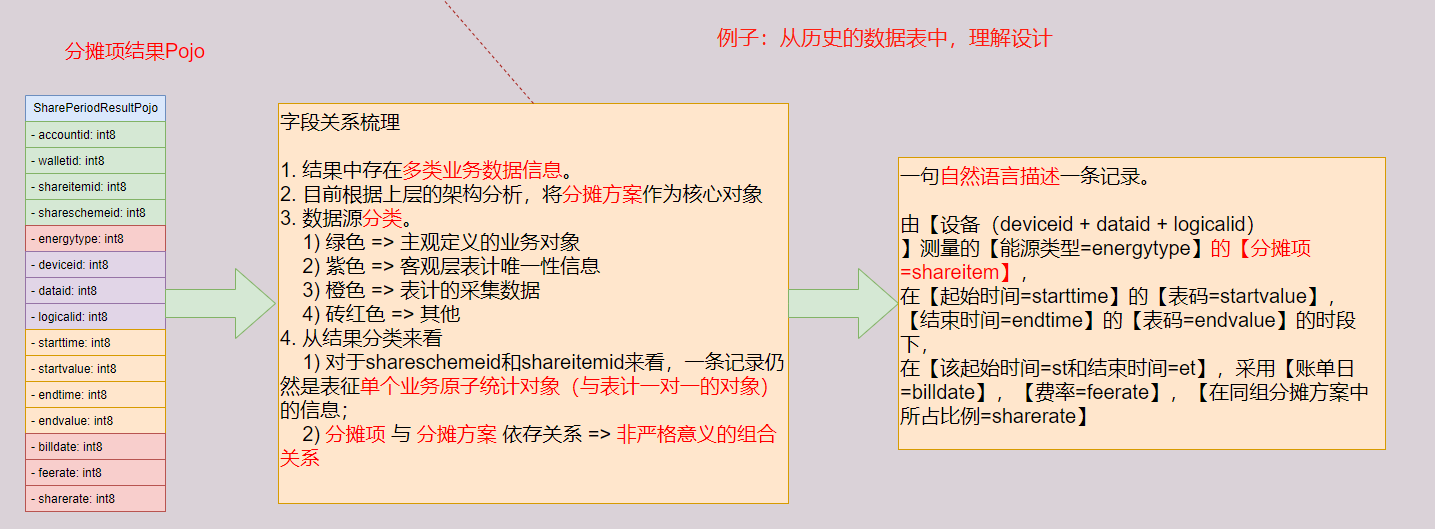 分摊项结果Pojo
例子：从历史的数据表中，理解设计
SharePeriodResultPojo
- accountid: int8
- walletid: int8
- shareitemid: int8
- shareschemeid: int8
- energytype: int8
- deviceid: int8
- dataid: int8
- logicalid: int8
- starttime: int8
- startvalue: int8
- endtime: int8
- endvalue: int8
- billdate: int8
- feerate: int8
- sharerate: int8
字段关系梳理
1. 结果中存在多类业务数据信息。
2. 目前根据上层的架构分析，将分摊方案作为核心对象
3. 数据源分类。
1) 绿色 => 主观定义的业务对象
2) 紫色 => 客观层表计唯一性信息
3) 橙色 => 表计的采集数据
4) 砖红色 => 其他
4. 从结果分类来看
1) 对于shareschemeid和shareitemid来看，一条记录仍
然是表征单个业务原子统计对象（与表计一对一的对象）
的信息；
2) 分摊项 与 分摊方案 依存关系 => 非严格意义的组合
关系
一句自然语言描述一条记录。
由【设备（deviceid + dataid + logicalid）
】测量的【能源类型=energytype】的【分摊项
=shareitem】，
在【起始时间=starttime】的【表码=startvalue】，
【结束时间=endtime】的【表码=endvalue】的时段
下，
在【该起始时间=st和结束时间=et】，采用【账单日
=billdate】，【费率=feerate】，【在同组分摊方案中
所占比例=sharerate】